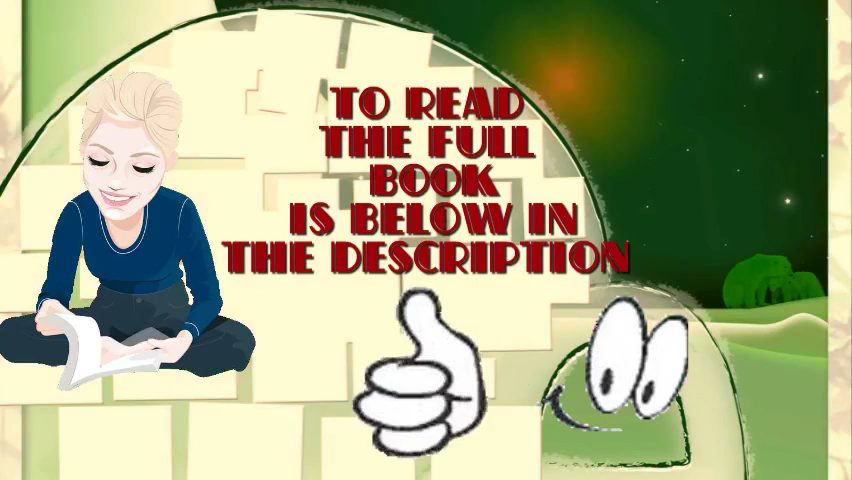 TO READ
THE FULL
BOOK
IS BELOW IN
THE DESCRIPTION